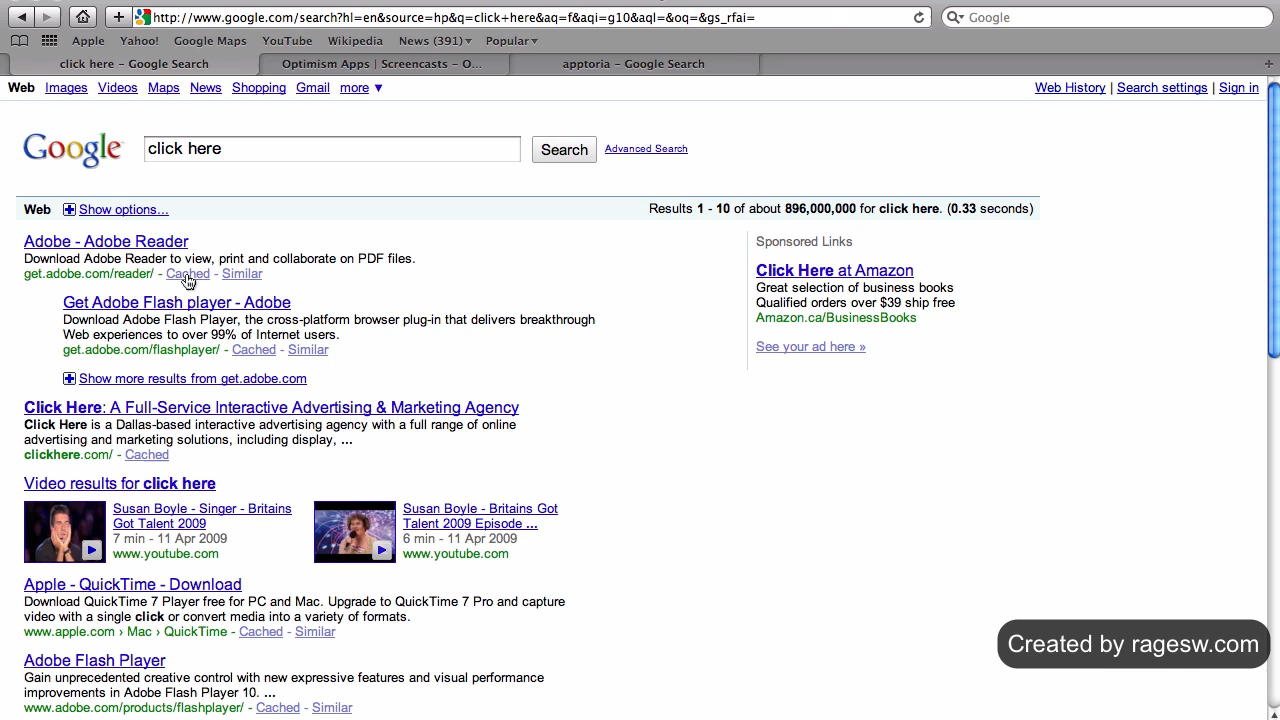 http://www.google.com/search?hl=en&source=hp&q=click+here&aq=f&aqi=g10&aql=&oq=&gs_rfai=
Google
Apple Yahoo! Google Maps YouTube Wikipedia News (391)▾ Popular▾
click here – Google Search
Optimism Apps | Screencasts – O...
apptoria – Google Search
Web Images Videos Maps News Shopping Gmail more ▼
Web History | Search settings | Sign in
Google
click here
Search
Advanced Search
Web Show options...
Results 1 - 10 of about 896,000,000 for click here. (0.33 seconds)
Adobe - Adobe Reader
Download Adobe Reader to view, print and collaborate on PDF files.
get.adobe.com/reader/ - Cached - Similar
Get Adobe Flash player - Adobe
Download Adobe Flash Player, the cross-platform browser plug-in that delivers breakthrough
Web experiences to over 99% of Internet users.
get.adobe.com/flashplayer/ - Cached - Similar
Show more results from get.adobe.com
Click Here: A Full-Service Interactive Advertising & Marketing Agency
Click Here is a Dallas-based interactive advertising agency with a full range of online
advertising and marketing solutions, including display, ...
clickhere.com/ - Cached
Video results for click here
Susan Boyle - Singer - Britains
Got Talent 2009
7 min - 11 Apr 2009
www.youtube.com
Susan Boyle - Britains Got
Talent 2009 Episode ...
6 min - 11 Apr 2009
www.youtube.com
Apple - QuickTime - Download
Download QuickTime 7 Player free for PC and Mac. Upgrade to QuickTime 7 Pro and capture
video with a single click or convert media into a variety of formats.
www.apple.com › Mac › QuickTime - Cached - Similar
Adobe Flash Player
Gain unprecedented creative control with new expressive features and visual performance
improvements in Adobe Flash Player 10. ...
www.adobe.com/products/flashplayer/ - Cached - Similar
Sponsored Links
Click Here at Amazon
Great selection of business books
Qualified orders over $39 ship free
Amazon.ca/BusinessBooks
See your ad here »
Created by ragesw.com